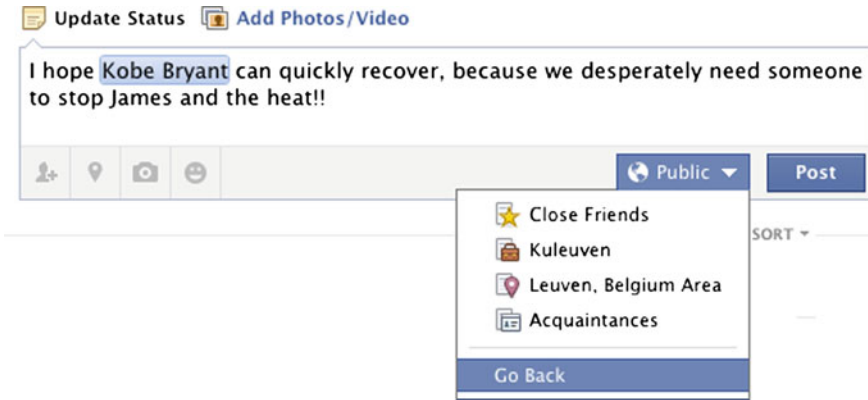 Update Status Add Photos/Video
I hope Kobe Bryant can quickly recover, because we desperately need someone
to stop James and the heat!!
Public Post
Close Friends
SORT
Kuleuven
Leuven, Belgium Area
Acquaintances
Go Back